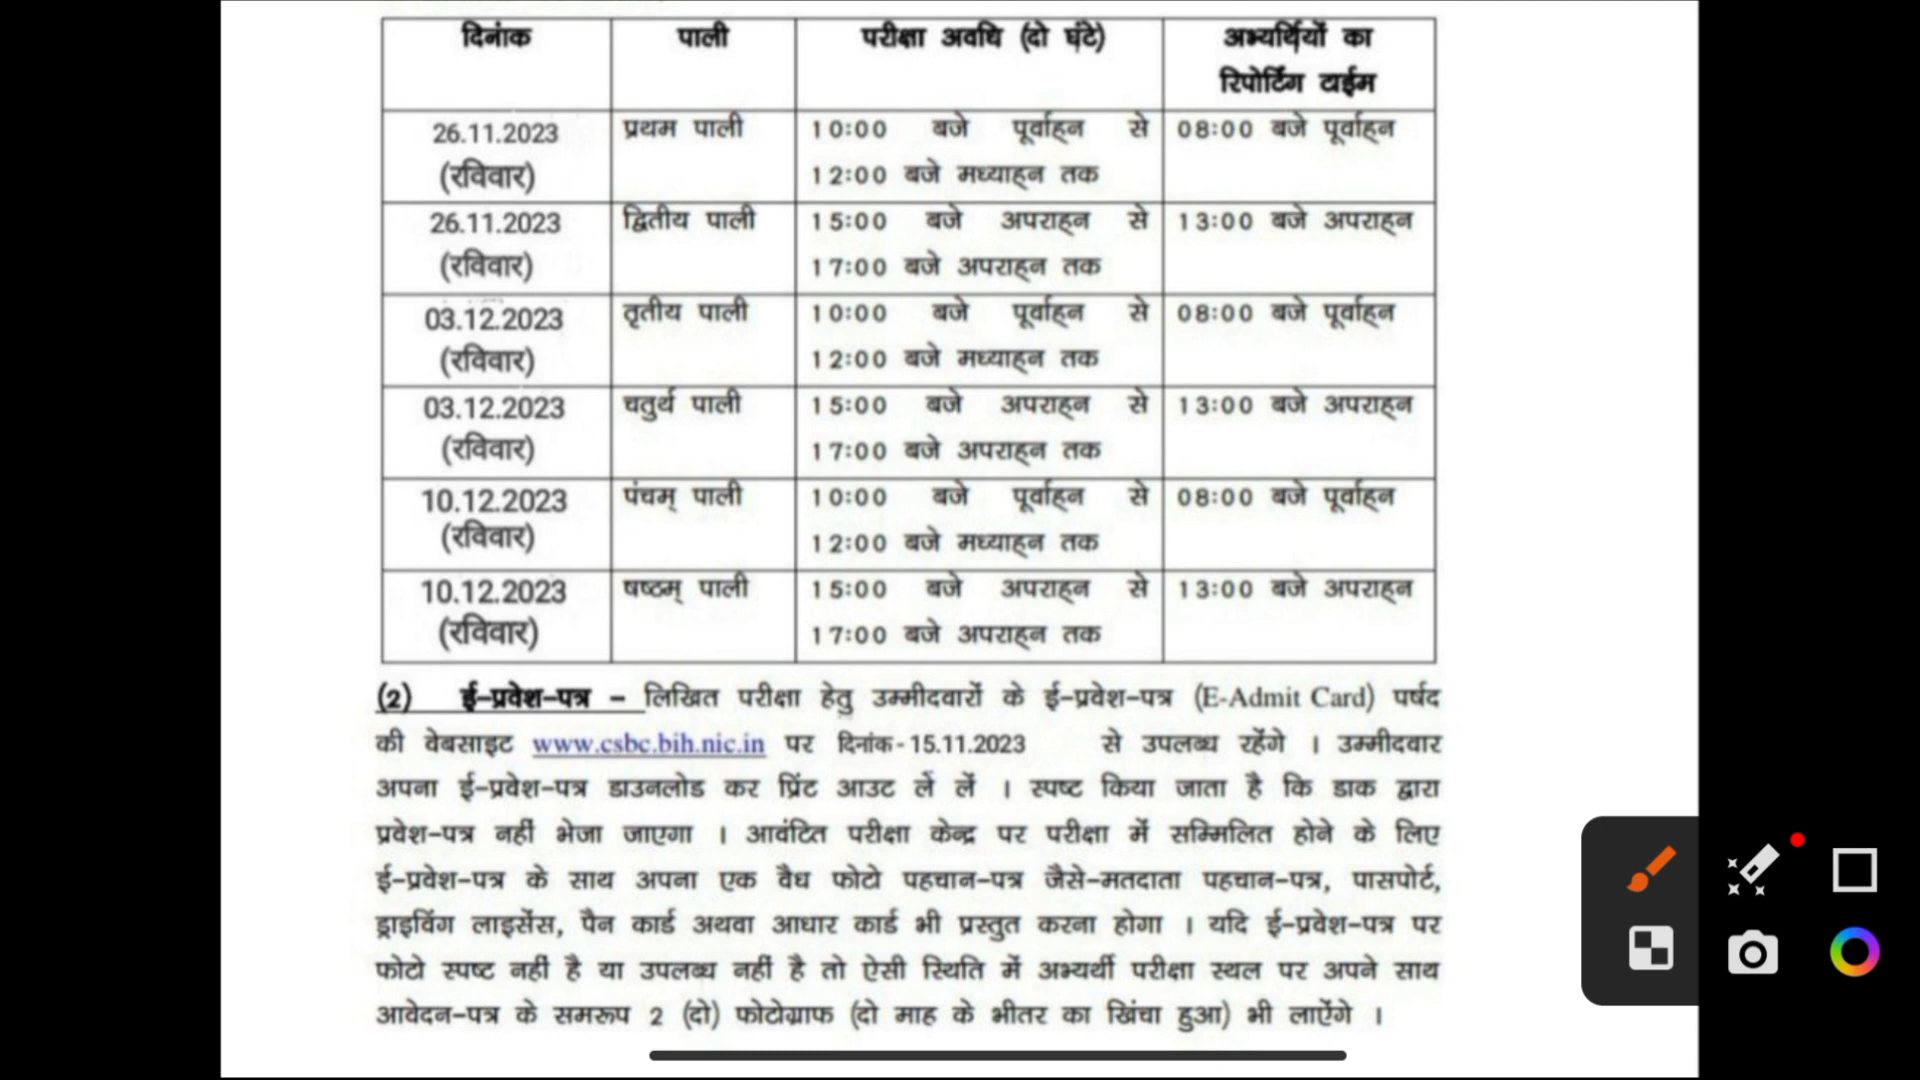 दिनांक पाली परीक्षा अवधि (दो घंटे) अभ्यर्थियों का
रिपोर्टिंग टाईम
26.11.2023 प्रथम पाली 10:00 बजे पूर्वाह्न से 08:00 बजे पूर्वाह्न
(रविवार) 12:00 बजे मध्याह्न तक
26.11.2023 द्वितीय पाली 15:00 बजे अपराह्न से 13:00 बजे अपराह्न
(रविवार) 17:00 बजे अपराह्न तक
03.12.2023 तृतीय पाली 10:00 बजे पूर्वाह्न से 08:00 बजे पूर्वाह्न
(रविवार) 12:00 बजे मध्याह्न तक
03.12.2023 चतुर्थ पाली 15:00 बजे अपराह्न से 13:00 बजे अपराह्न
(रविवार) 17:00 बजे अपराह्न तक
10.12.2023 पंचम् पाली 10:00 बजे पूर्वाह्न से 08:00 बजे पूर्वाह्न
(रविवार) 12:00 बजे मध्याह्न तक
10.12.2023 षष्ठम् पाली 15:00 बजे अपराह्न से 13:00 बजे अपराह्न
(रविवार) 17:00 बजे अपराह्न तक
(2) ई-प्रवेश-पत्र – लिखित परीक्षा हेतु उम्मीदवारों के ई-प्रवेश-पत्र (E-Admit Card) पर्षद
की वेबसाइट www.csbc.bih.nic.in पर दिनांक-15.11.2023 से उपलब्ध रहेंगे । उम्मीदवार
अपना ई-प्रवेश-पत्र डाउनलोड कर प्रिंट आउट लें लें । स्पष्ट किया जाता है कि डाक द्वारा
प्रवेश-पत्र नहीं भेजा जाएगा । आवंटित परीक्षा केन्द्र पर परीक्षा में सम्मिलित होने के लिए
ई-प्रवेश-पत्र के साथ अपना एक वैध फोटो पहचान-पत्र जैसे-मतदाता पहचान-पत्र, पासपोर्ट,
ड्राइविंग लाइसेंस, पैन कार्ड अथवा आधार कार्ड भी प्रस्तुत करना होगा । यदि ई-प्रवेश-पत्र पर
फोटो स्पष्ट नहीं है या उपलब्ध नहीं है तो ऐसी स्थिति में अभ्यर्थी परीक्षा स्थल पर अपने साथ
आवेदन-पत्र के समरूप 2 (दो) फोटोग्राफ (दो माह के भीतर का खिंचा हुआ) भी लाऐंगे ।